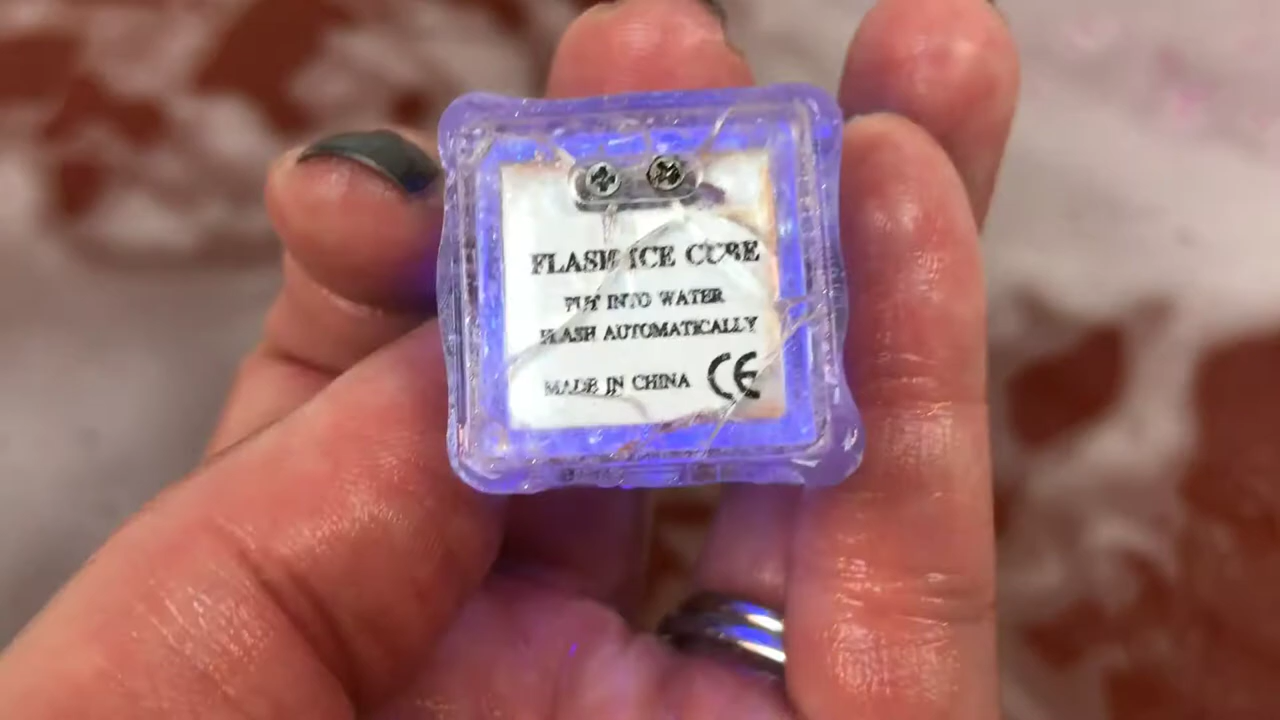 FLASH ICE CUBE
PUT INTO WATER
FLASH AUTOMATICALLY
MADE IN CHINA CE